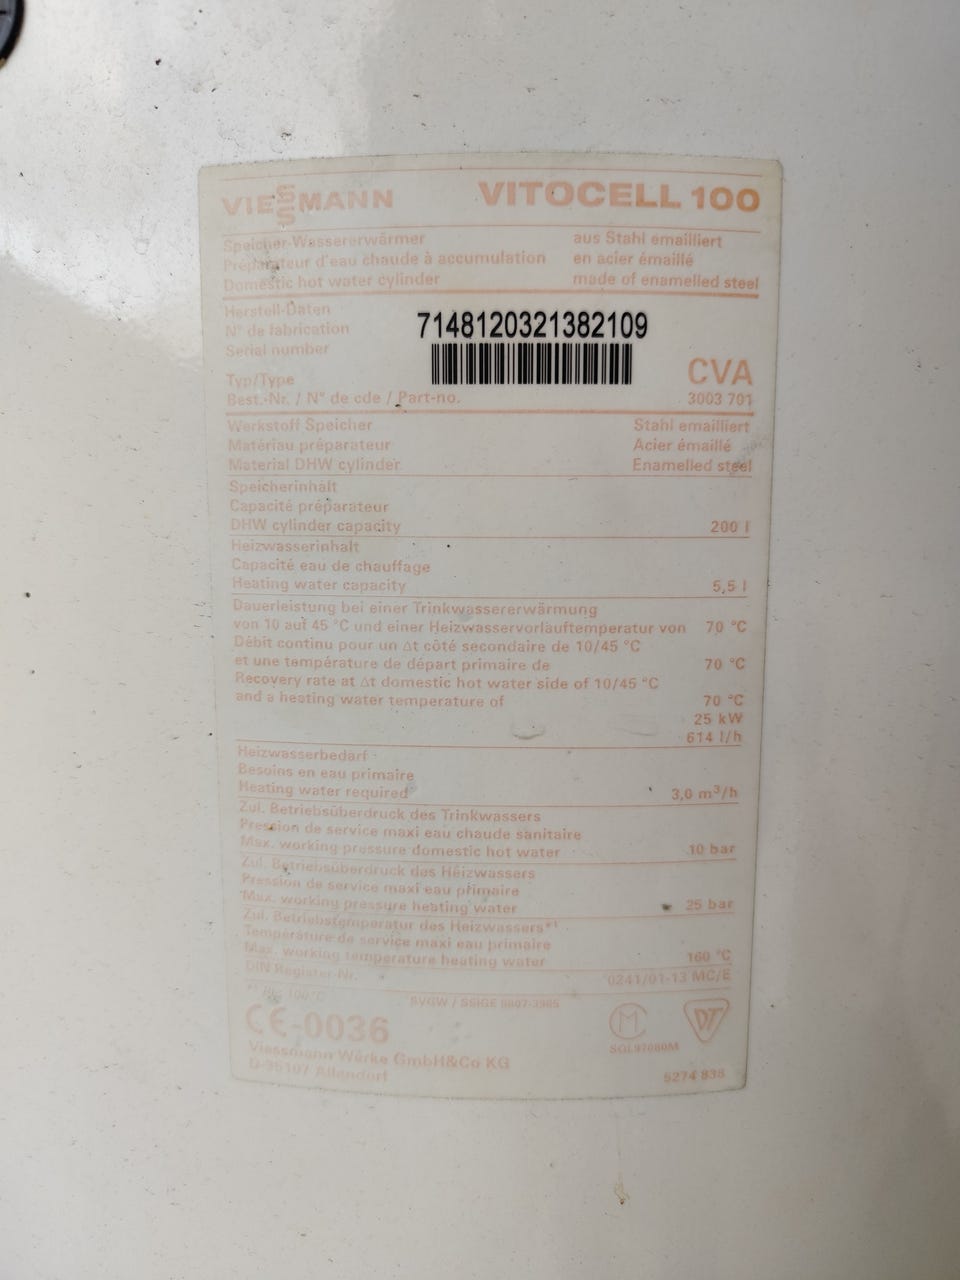 VIESSMANN VITOCELL 100
Speicher-Wassererwärmer aus Stahl emailliert
Préparateur d'eau chaude à accumulation en acier émaillé
Domestic hot water cylinder made of enamelled steel
Herstell-Daten
N° de fabrication 7148120321382109
Serial number
CVA
Typ/Type
Best.-Nr. / N° de cde / Part-no. 3003 701
Werkstoff Speicher Stahl emailliert
Matériau préparateur Acier émaillé
Material DHW cylinder Enamelled steel
Speicherinhalt
Capacité préparateur
DHW cylinder capacity 200 l
Heizwasserinhalt
Capacité eau de chauffage
Heating water capacity 5,5 l
Dauerleistung bei einer Trinkwassererwärmung
von 10 auf 45 °C und einer Heizwasservorlauftemperatur von 70 °C
Débit continu pour un Δt côté secondaire de 10/45 °C
et une température de départ primaire de 70 °C
Recovery rate at Δt domestic hot water side of 10/45 °C
and a heating water temperature of 70 °C
25 kW
614 l/h
Heizwasserbedarf
Besoins en eau primaire
Heating water required 3,0 m³/h
Zul. Betriebsüberdruck des Trinkwassers
Pression de service maxi eau chaude sanitaire
Max. working pressure domestic hot water 10 bar
Zul. Betriebsüberdruck des Heizwassers
Pression de service maxi eau primaire
Max. working pressure heating water 25 bar
Zul. Betriebstemperatur des Heizwassers*¹
Température de service maxi eau primaire
Max. working temperature heating water 160 °C
DIN Register-Nr. 0241/01-13 MC/E
100°C SVGW / SSIGE
CE-0036 M DT
Viessmann Werke GmbH&Co KG
D-35107 Allendorf 5274 838